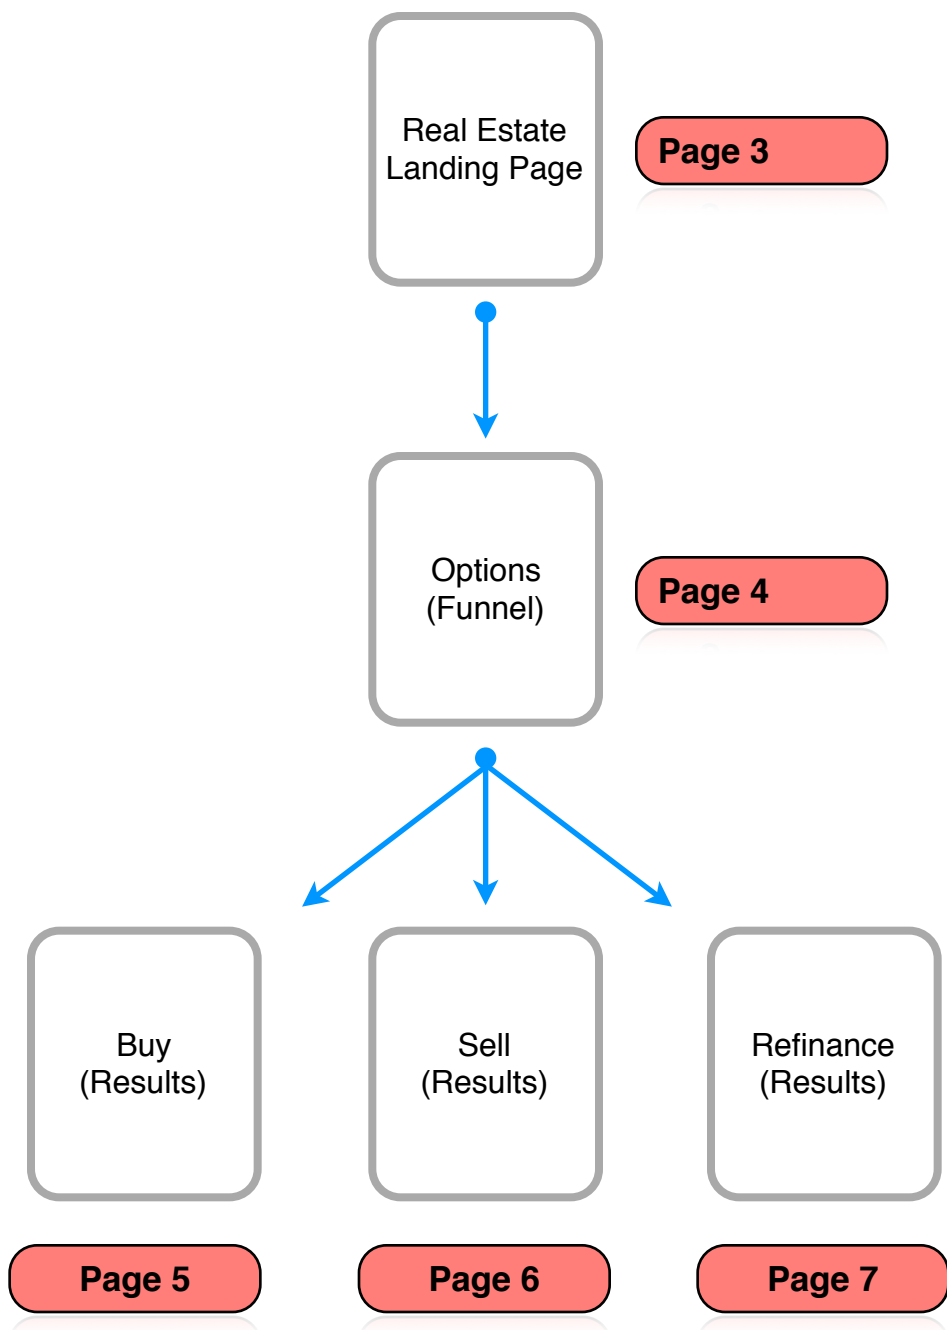 Real Estate
Landing Page
Page 3
Options
(Funnel)
Page 4
Buy
(Results)
Sell
(Results)
Refinance
(Results)
Page 5
Page 6
Page 7